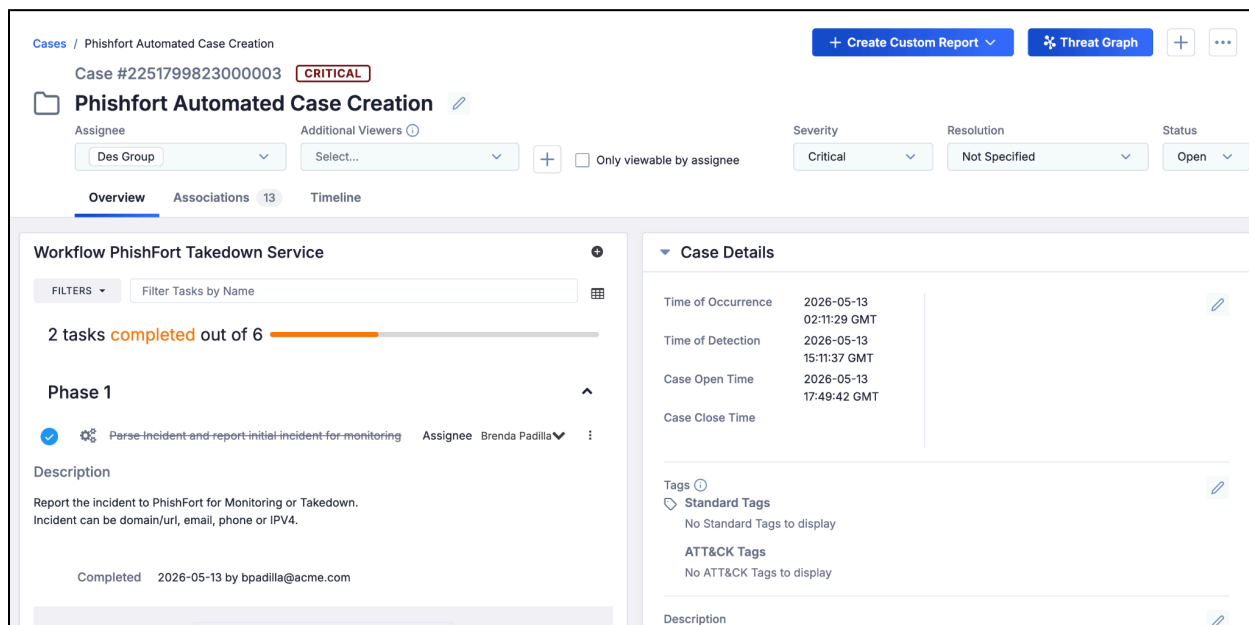 Cases / Phishfort Automated Case Creation
+ Create Custom Report
Threat Graph
Case #2251799823000003 CRITICAL
Phishfort Automated Case Creation
Assignee
Additional Viewers
Severity
Resolution
Status
Des Group
Select...
Only viewable by assignee
Critical
Not Specified
Open
Overview
Associations 13
Timeline
Workflow PhishFort Takedown Service
FILTERS
Filter Tasks by Name
2 tasks completed out of 6
Phase 1
Parse Incident and report initial incident for monitoring Assignee Brenda Padilla
Description
Report the incident to PhishFort for Monitoring or Takedown.
Incident can be domain/url, email, phone or IPV4.
Completed 2026-05-13 by bpadilla@acme.com
Case Details
Time of Occurrence 2026-05-13
02:11:29 GMT
Time of Detection 2026-05-13
15:11:37 GMT
Case Open Time 2026-05-13
17:49:42 GMT
Case Close Time
Tags
Standard Tags
No Standard Tags to display
ATT&CK Tags
No ATT&CK Tags to display
Description